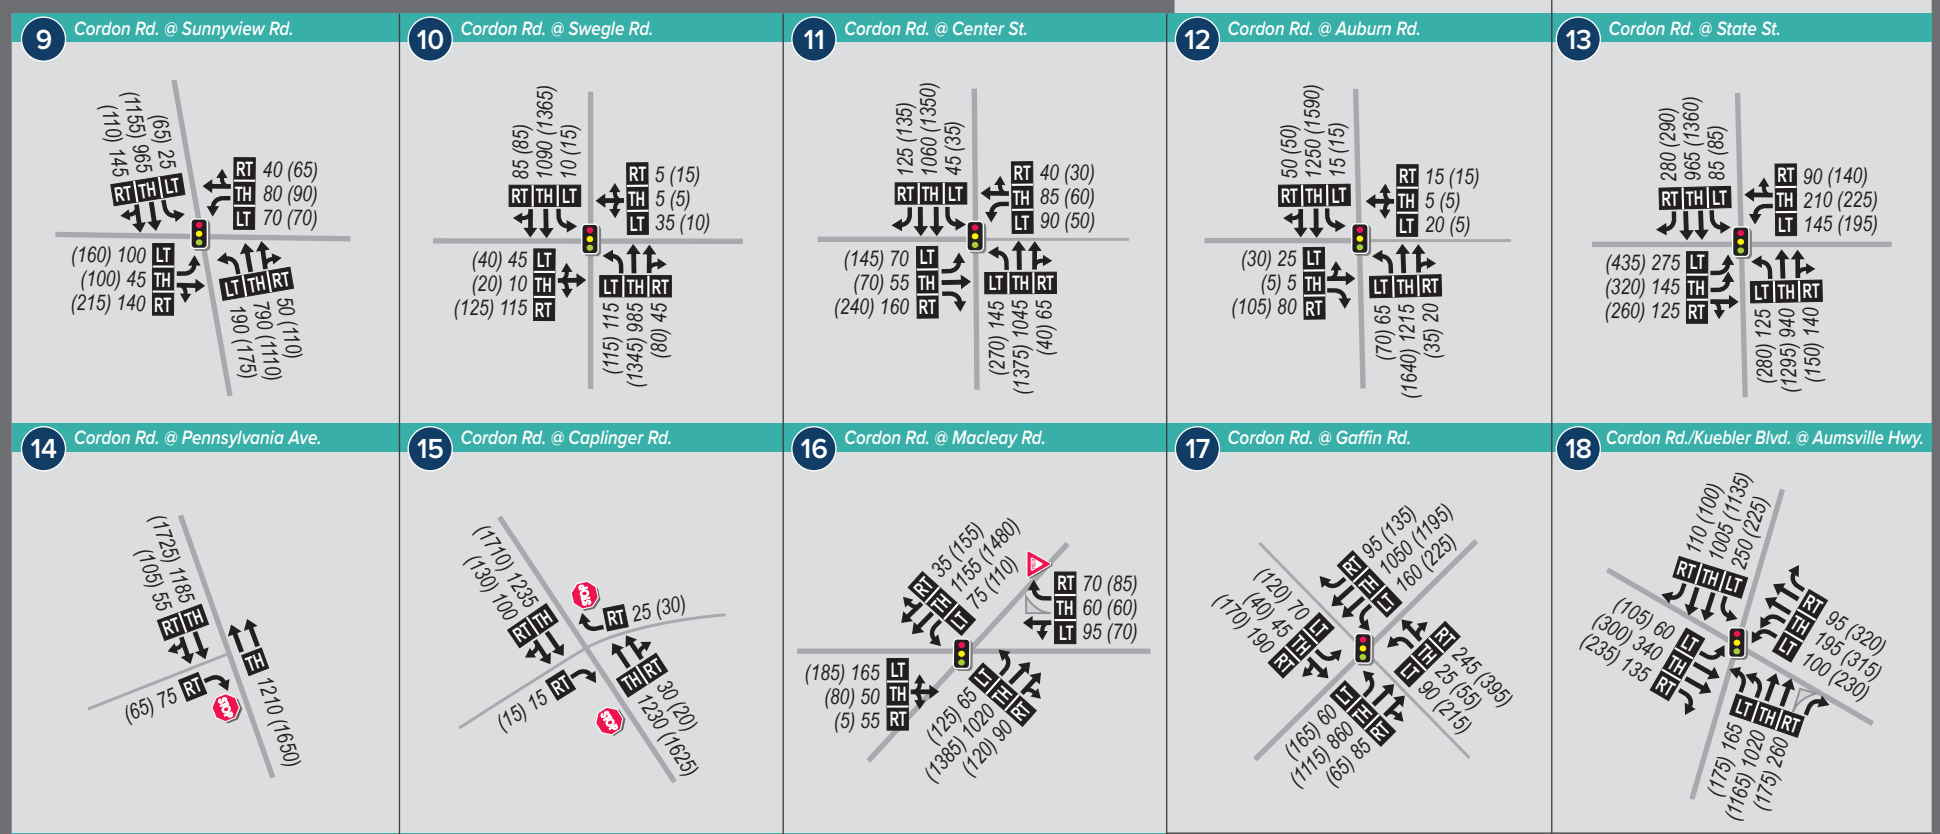 9 Cordon Rd. @ Sunnyview Rd.
(110) 145
(1155) 965
(65) 25
RT TH LT
RT 40 (65)
TH 80 (90)
LT 70 (70)
(160) 100 LT
(100) 45 TH
(215) 140 RT
LT TH RT
190 (175)
790 (1110)
50 (110)
10 Cordon Rd. @ Swegle Rd.
85 (85)
1090 (1365)
10 (15)
RT TH LT
RT 5 (15)
TH 5 (5)
LT 35 (10)
(40) 45 LT
(20) 10 TH
(125) 115 RT
LT TH RT
(115) 115
(1345) 985
(80) 45
11 Cordon Rd. @ Center St.
125 (135)
1060 (1350)
45 (35)
RT TH LT
RT 40 (30)
TH 85 (60)
LT 90 (50)
(145) 70 LT
(70) 55 TH
(240) 160 RT
LT TH RT
(270) 145
(1375) 1045
(40) 65
12 Cordon Rd. @ Auburn Rd.
50 (50)
1250 (1590)
15 (15)
RT TH LT
RT 15 (15)
TH 5 (5)
LT 20 (5)
(30) 25 LT
(5) 5 TH
(105) 80 RT
LT TH RT
(70) 65
(1640) 1215
(35) 20
13 Cordon Rd. @ State St.
280 (290)
965 (1360)
85 (85)
RT TH LT
RT 90 (140)
TH 210 (225)
LT 145 (195)
(435) 275 LT
(320) 145 TH
(260) 125 RT
LT TH RT
(280) 125
(1295) 940
(150) 140
14 Cordon Rd. @ Pennsylvania Ave.
(1725) 1185 TH
(105) 55 RT
(65) 75 RT
STOP
TH 1210 (1650)
15 Cordon Rd. @ Caplinger Rd.
(1710) 1235 TH
(130) 100 RT
STOP
RT 25 (30)
(15) 15 RT
STOP
TH RT
30 (20)
1230 (1625)
16 Cordon Rd. @ Macleay Rd.
RT 35 (155)
TH 1155 (1480)
LT 75 (110)
RT 70 (85)
TH 60 (60)
LT 95 (70)
(185) 165 LT
(80) 50 TH
(5) 55 RT
(125) 65 LT
(1385) 1020 TH
(120) 90 RT
17 Cordon Rd. @ Gaffin Rd.
RT 95 (135)
TH 1050 (1195)
LT 160 (225)
(120) 70 LT
(40) 45 TH
(170) 190 RT
RT 245 (395)
TH 25 (55)
LT 90 (215)
(165) 60 LT
(1115) 860 TH
(65) 85 RT
18 Cordon Rd./Kuebler Blvd. @ Aumsville Hwy.
110 (100)
1005 (1135)
250 (225)
RT TH LT
RT 95 (320)
TH 195 (315)
LT 100 (230)
(105) 60 LT
(300) 340 TH
(235) 135 RT
LT TH RT
(175) 165
(1165) 1020
(175) 260